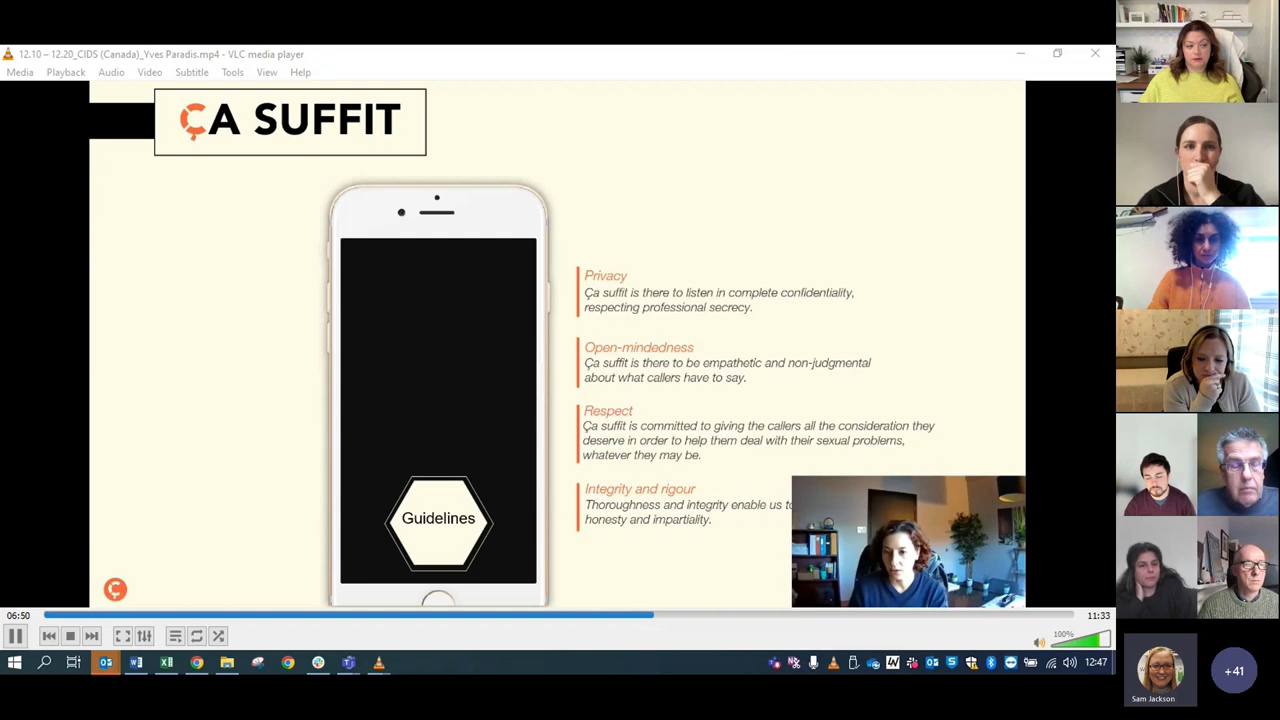 12.10 – 12.20_CIDS (Canada)_Yves Paradis.mp4 - VLC media player
Media Playback Audio Video Subtitle Tools View Help
ÇA SUFFIT
Privacy
Ça suffit is there to listen in complete confidentiality,
respecting professional secrecy.
Open-mindedness
Ça suffit is there to be empathetic and non-judgmental
about what callers have to say.
Respect
Ça suffit is committed to giving the callers all the consideration they
deserve in order to help them deal with their sexual problems,
whatever they may be.
Integrity and rigour
Thoroughness and integrity enable us to
honesty and impartiality.
Guidelines
Ç
06:50
11:33
100%
12:47
Sam Jackson
+41